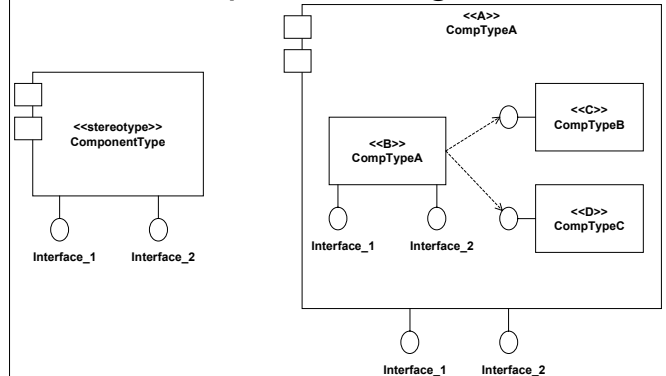 <<stereotype>>
ComponentType
Interface_1
Interface_2
<<A>>
CompTypeA
<<B>>
CompTypeA
Interface_1
Interface_2
<<C>>
CompTypeB
<<D>>
CompTypeC
Interface_1
Interface_2